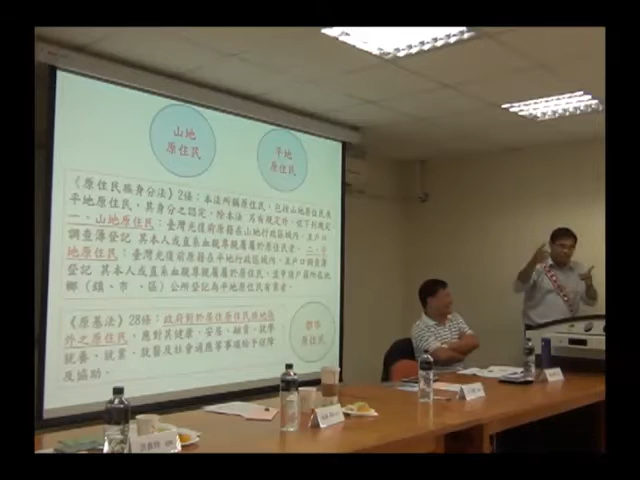 山地
原住民
平地
原住民
《原住民族身分法》2條：本法所稱原住民，包括山地原住民及
平地原住民，其身分之認定，除本法 另有規定外，依下列規定
一、山地原住民：臺灣光復前原籍在山地行政區域內，且戶口
調查簿登記 其本人或直系血親尊親屬屬於原住民者。 二、平
地原住民：臺灣光復前原籍在平地行政區域內，且戶口調查簿
登記 其本人或直系血親尊親屬屬於原住民，並申請戶籍所在地
鄉（鎮、市 、區）公所登記為平地原住民有案者。
《原基法》28條：政府對於居住原住民族地區
外之原住民，應對其健康、安居、融資、就學
就養、就業、就醫及社會適應等事項給予保障
及協助。
都市
原住民